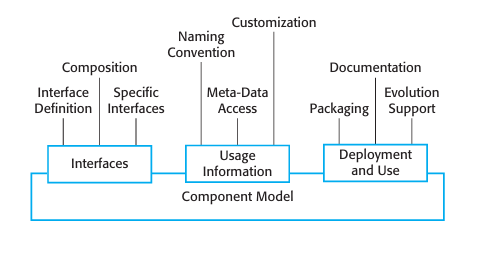 Customization
Naming
Convention
Composition
Documentation
Interface
Definition
Specific
Interfaces
Meta-Data
Access
Packaging
Evolution
Support
Interfaces
Usage
Information
Deployment
and Use
Component Model